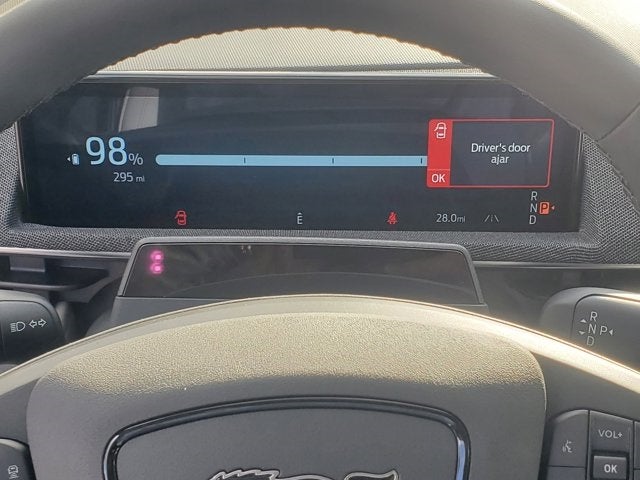 98%
295 mi
Driver's door
ajar
OK
R
N
D
P
E
28.0mi
R
N P
D
VOL+
OK